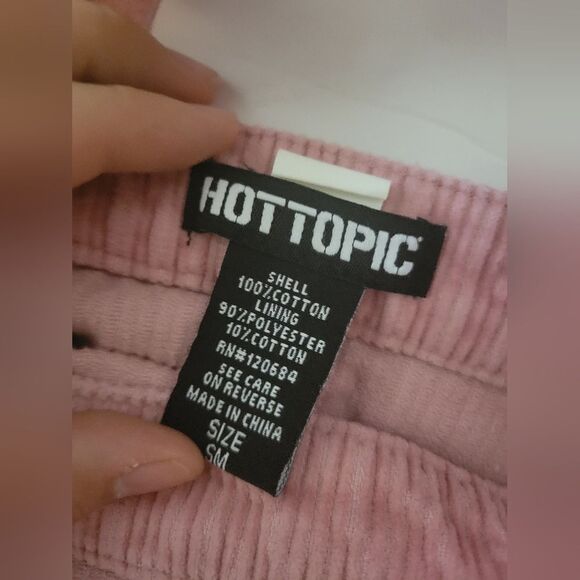 HOTTOPIC
SHELL
100%COTTON
LINING
90%POLYESTER
10%COTTON
RN#120684
SEE CARE
ON REVERSE
MADE IN CHINA
SIZE
SM